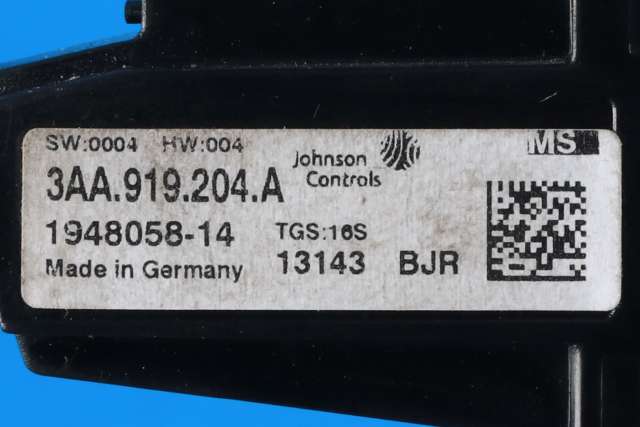 SW:0004 HW:004
Johnson
Controls
MS
3AA.919.204.A
1948058-14
TGS:16S
Made in Germany
13143 BJR